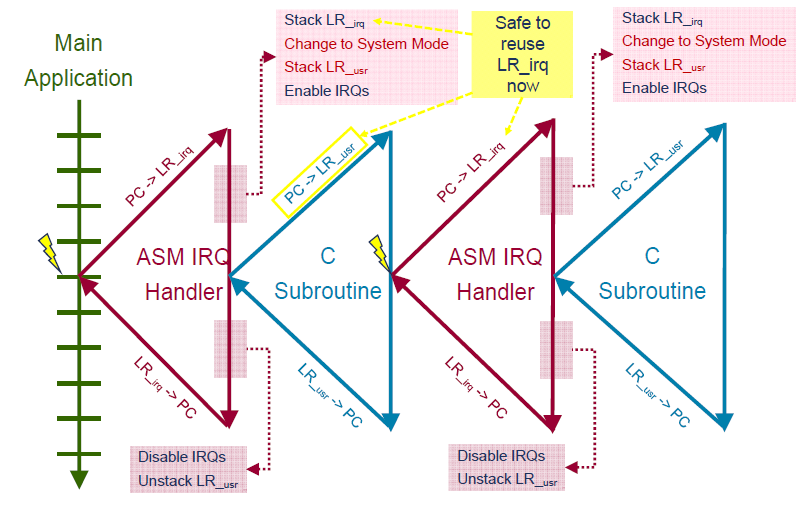 Main
Application
Stack LR_irq
Change to System Mode
Stack LR_usr
Enable IRQs
Safe to
reuse
LR_irq
now
Stack LR_irq
Change to System Mode
Stack LR_usr
Enable IRQs
PC -> LR_irq
PC -> LR_usr
PC -> LR_irq
PC -> LR_usr
ASM IRQ
Handler
C
Subroutine
ASM IRQ
Handler
C
Subroutine
LR_irq -> PC
LR_usr -> PC
LR_irq -> PC
LR_usr -> PC
Disable IRQs
Unstack LR_usr
Disable IRQs
Unstack LR_usr